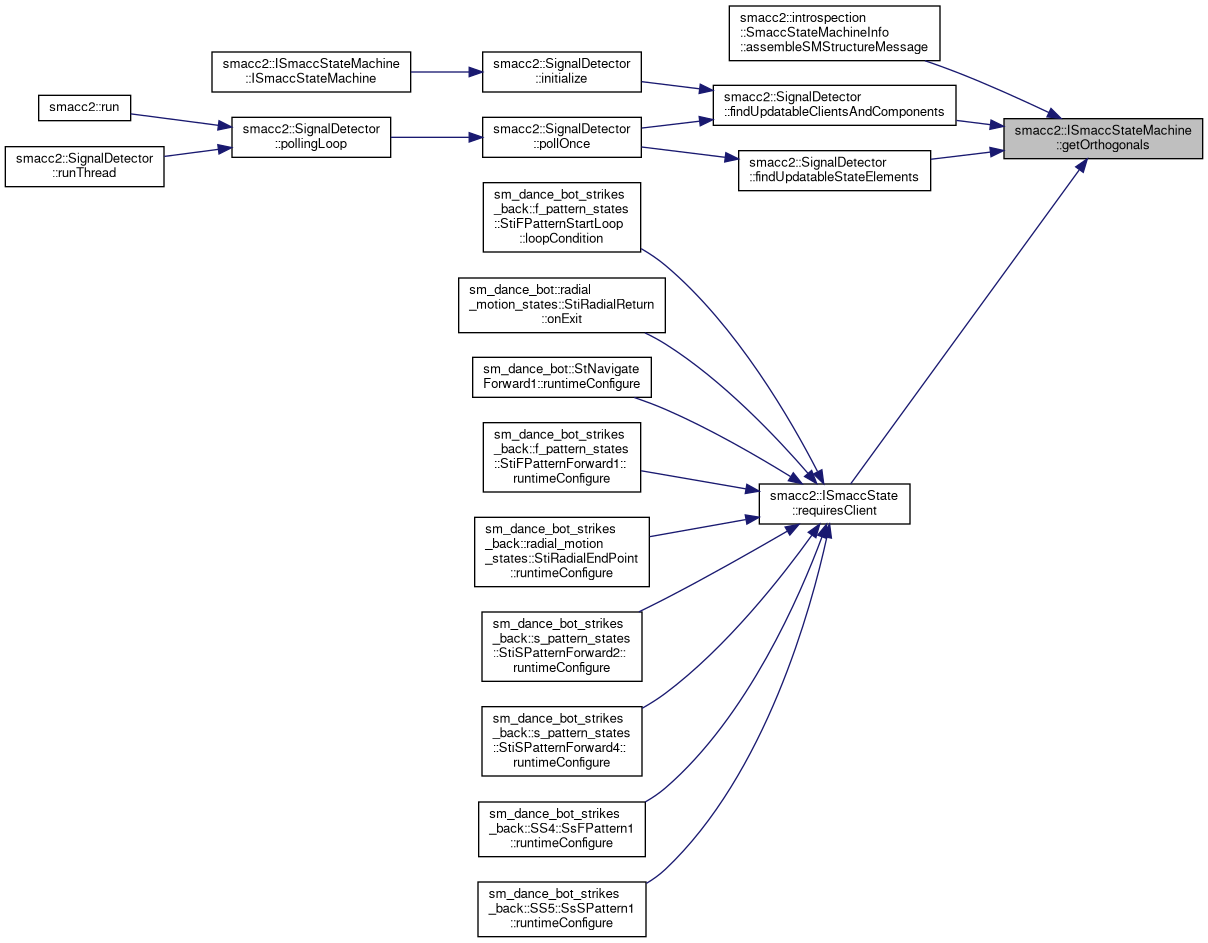 smacc2::introspection
::SmaccStateMachineInfo
::assembleSMStructureMessage
smacc2::ISmaccStateMachine
::ISmaccStateMachine
smacc2::SignalDetector
::initialize
smacc2::SignalDetector
::findUpdatableClientsAndComponents
smacc2::run
smacc2::SignalDetector
::pollingLoop
smacc2::SignalDetector
::pollOnce
smacc2::ISmaccStateMachine
::getOrthogonals
smacc2::SignalDetector
::runThread
smacc2::SignalDetector
::findUpdatableStateElements
sm_dance_bot_strikes
_back::f_pattern_states
::StiFPatternStartLoop
::loopCondition
sm_dance_bot::radial
_motion_states::StiRadialReturn
::onExit
sm_dance_bot::StNavigate
Forward1::runtimeConfigure
sm_dance_bot_strikes
_back::f_pattern_states
::StiFPatternForward1::
runtimeConfigure
smacc2::ISmaccState
::requiresClient
sm_dance_bot_strikes
_back::radial_motion
_states::StiRadialEndPoint
::runtimeConfigure
sm_dance_bot_strikes
_back::s_pattern_states
::StiSPatternForward2::
runtimeConfigure
sm_dance_bot_strikes
_back::s_pattern_states
::StiSPatternForward4::
runtimeConfigure
sm_dance_bot_strikes
_back::SS4::SsFPattern1
::runtimeConfigure
sm_dance_bot_strikes
_back::SS5::SsSPattern1
::runtimeConfigure